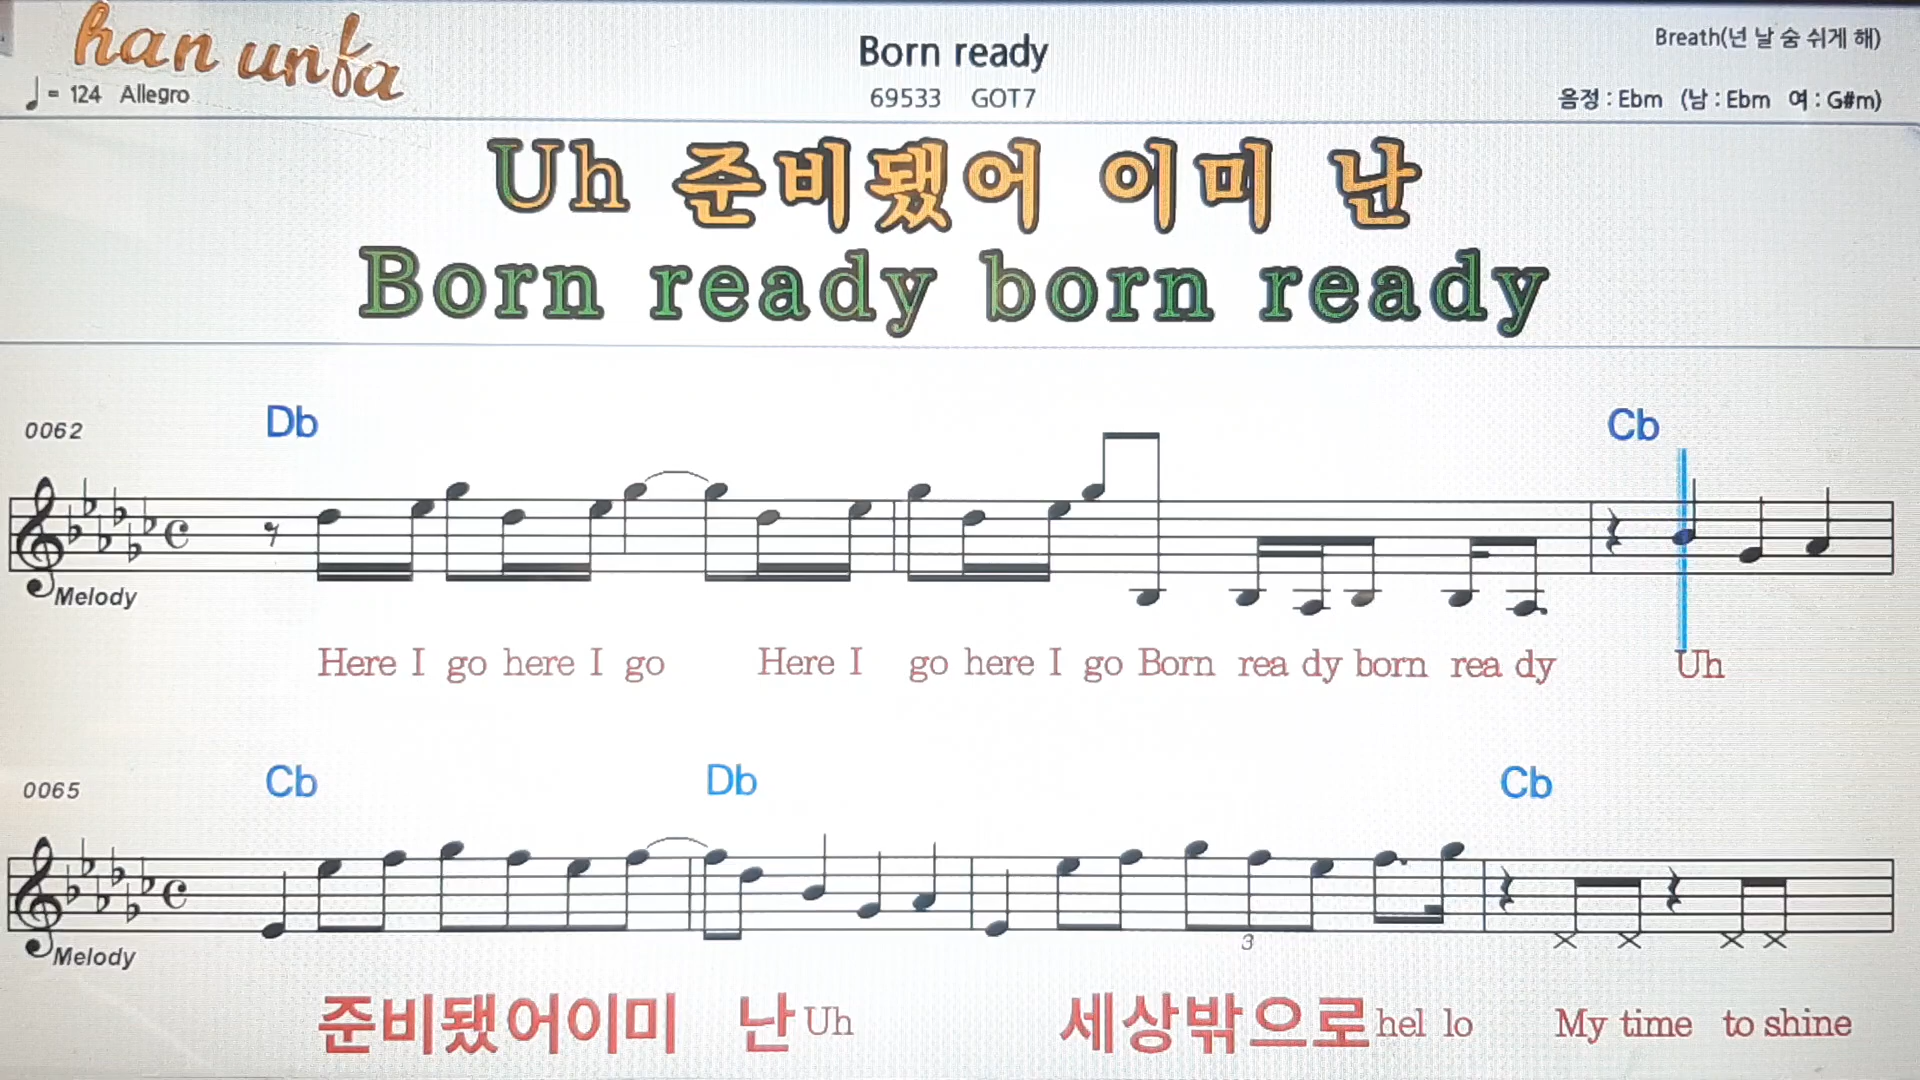 han unba
♩ = 124 Allegro
Born ready
69533 GOT7
Breath(넌 날 숨 쉬게 해)
음정 : Ebm (남 : Ebm 여 : G#m)
Uh 준비됐어 이미 난
Born ready born ready
0062
Db Cb
Melody
Here I go here I go Here I go here I go Born rea dy born rea dy Uh
0065
Cb Db Cb
3
Melody
준비됐어이미 난 Uh 세상밖으로 hel lo My time to shine